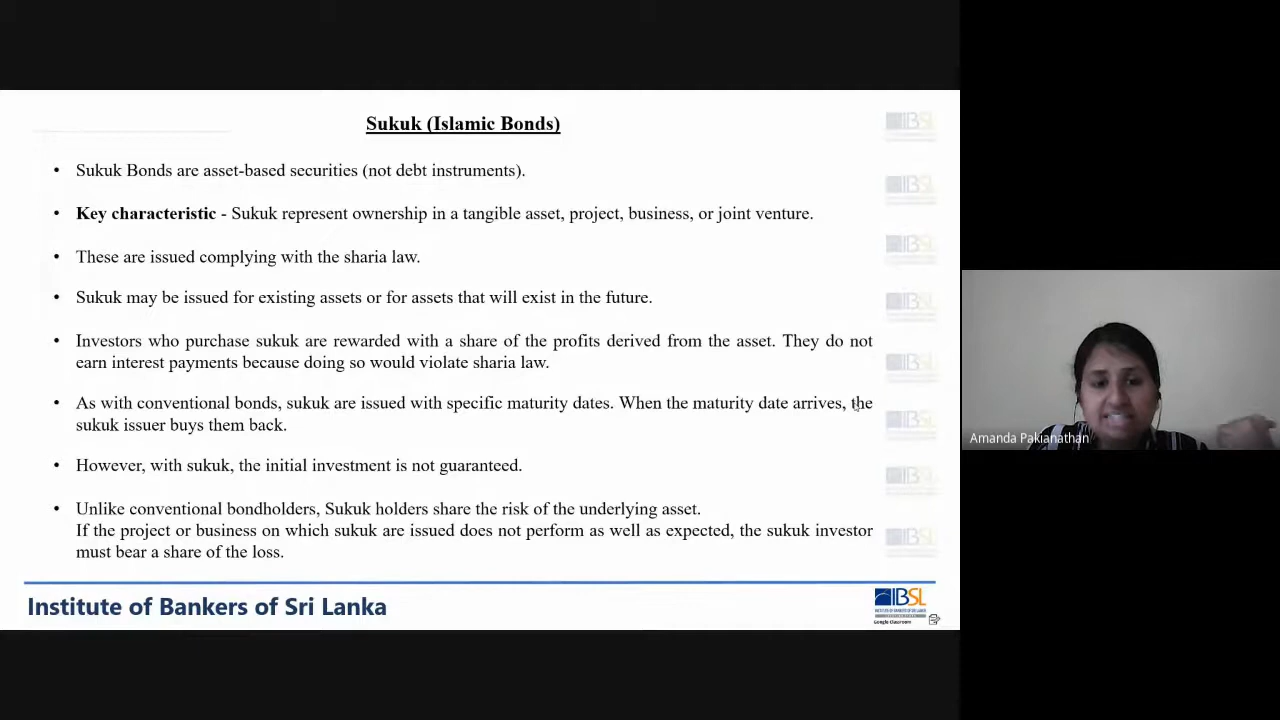 Sukuk (Islamic Bonds)
• Sukuk Bonds are asset-based securities (not debt instruments).
• Key characteristic - Sukuk represent ownership in a tangible asset, project, business, or joint venture.
• These are issued complying with the sharia law.
• Sukuk may be issued for existing assets or for assets that will exist in the future.
• Investors who purchase sukuk are rewarded with a share of the profits derived from the asset. They do not
earn interest payments because doing so would violate sharia law.
• As with conventional bonds, sukuk are issued with specific maturity dates. When the maturity date arrives, the
sukuk issuer buys them back.
• However, with sukuk, the initial investment is not guaranteed.
• Unlike conventional bondholders, Sukuk holders share the risk of the underlying asset.
If the project or business on which sukuk are issued does not perform as well as expected, the sukuk investor
must bear a share of the loss.
Institute of Bankers of Sri Lanka
IBSL
INSTITUTE OF BANKERS OF SRI LANKA
Google Classroom
Amanda Pakianathan